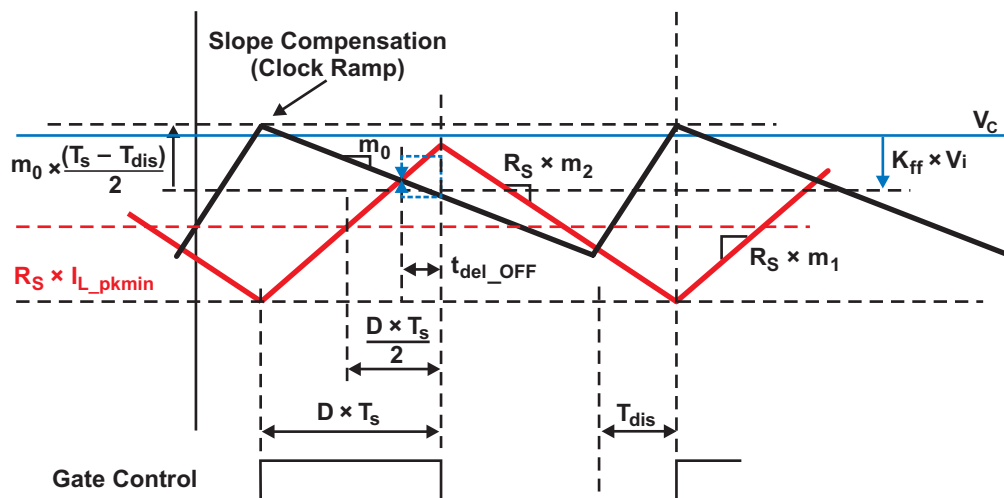 Slope Compensation
(Clock Ramp)
V_C
m_0 × (T_s – T_dis) / 2
m_0
R_S × m_2
K_ff × V_i
R_S × m_1
R_S × I_L_pkmin
t_del_OFF
D × T_s / 2
D × T_s
T_dis
Gate Control